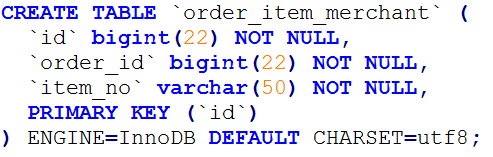 CREATE TABLE `order_item_merchant` (
  `id` bigint(22) NOT NULL,
  `order_id` bigint(22) NOT NULL,
  `item_no` varchar(50) NOT NULL,
  PRIMARY KEY (`id`)
) ENGINE=InnoDB DEFAULT CHARSET=utf8;